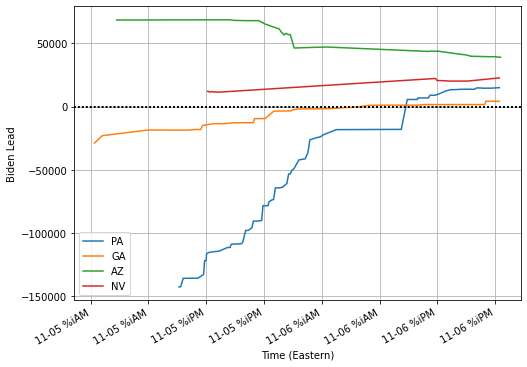 50000
0
−50000
−100000
−150000
Biden Lead
PA
GA
AZ
NV
11-05 %iAM
11-05 %iAM
11-05 %iPM
11-05 %iPM
11-06 %iAM
11-06 %iAM
11-06 %iPM
11-06 %iPM
Time (Eastern)